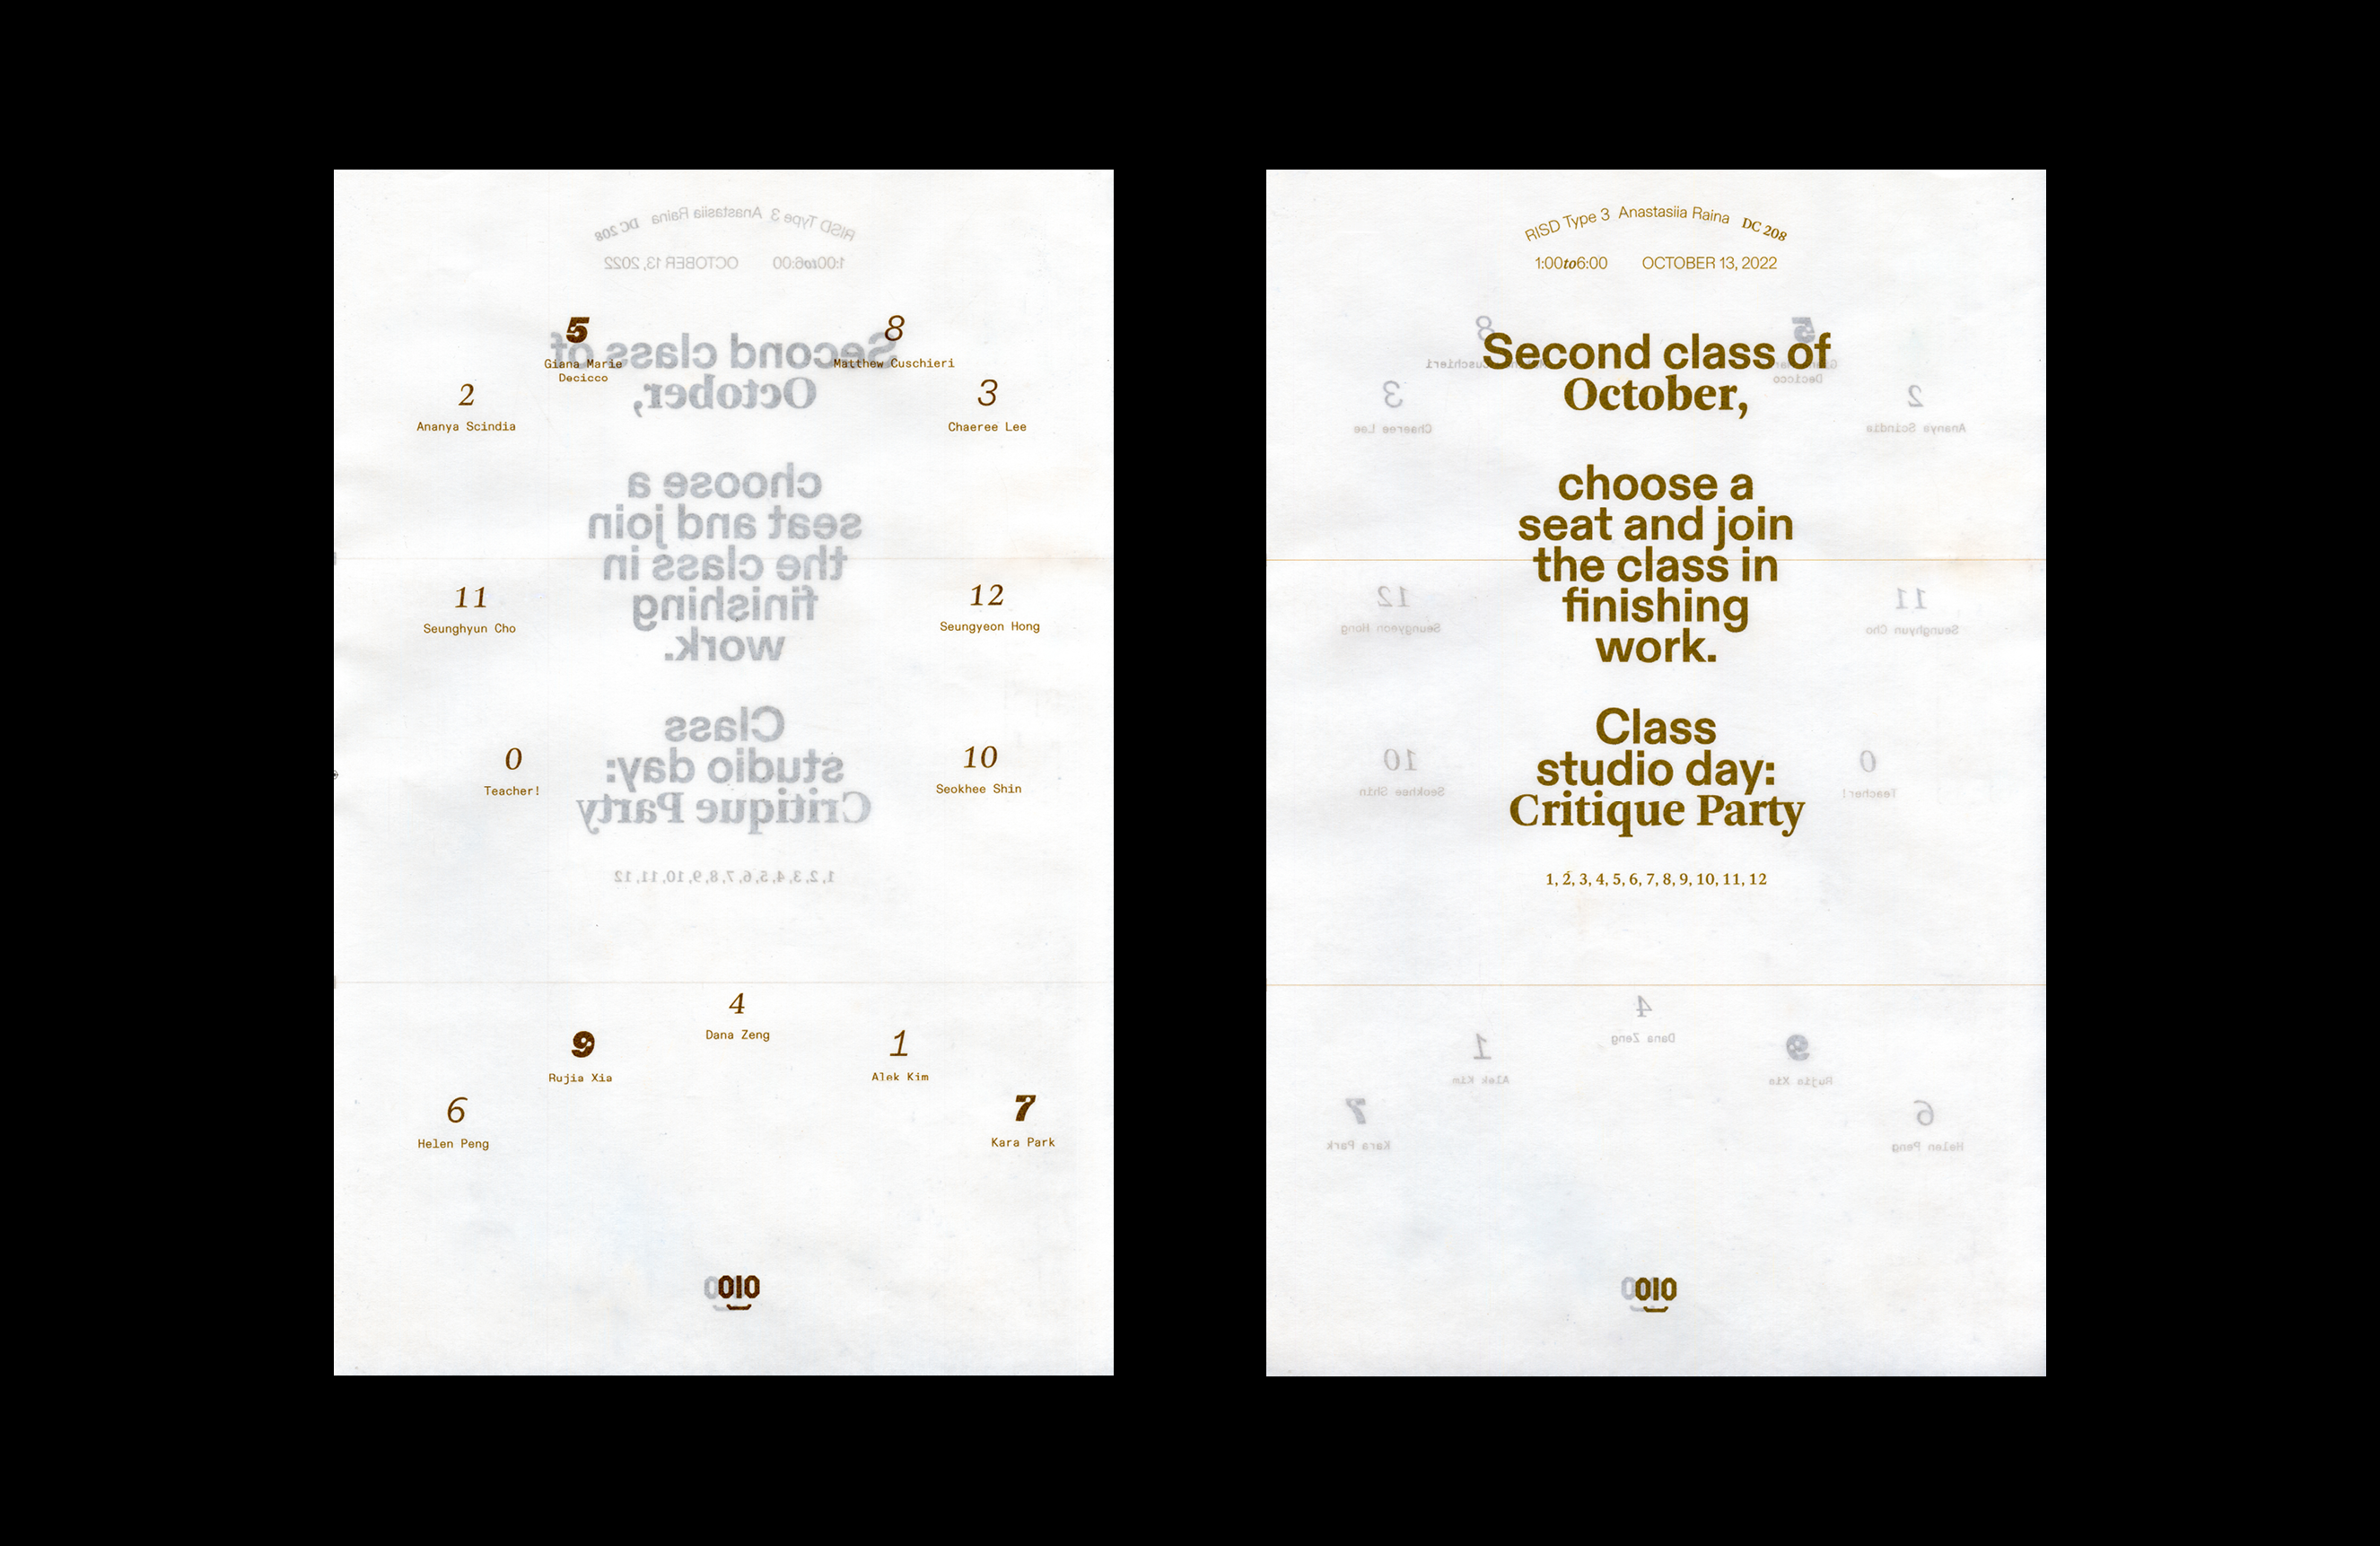 5
8
Giana Marie
Decicco
Matthew Cuschieri
2
3
Ananya Scindia
Chaeree Lee
11
12
Seunghyun Cho
Seungyeon Hong
0
10
Teacher!
Seokhee Shin
4
Dana Zeng
9
1
Rujia Xia
Alek Kim
6
7
Helen Peng
Kara Park
010
RISD Type 3 Anastasiia Raina DC 208
1:00to6:00 OCTOBER 13, 2022
Second class of
October,
choose a
seat and join
the class in
finishing
work.
Class
studio day:
Critique Party
1, 2, 3, 4, 5, 6, 7, 8, 9, 10, 11, 12
010